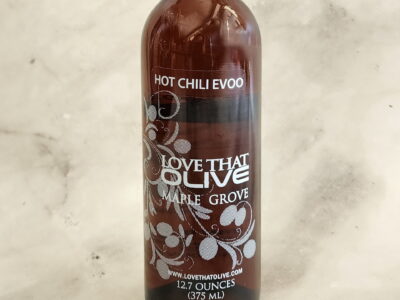 HOT CHILI EVOO
LOVE THAT
OLIVE
MAPLE GROVE
WWW.LOVETHATOLIVE.COM
12.7 OUNCES
(375 ML)